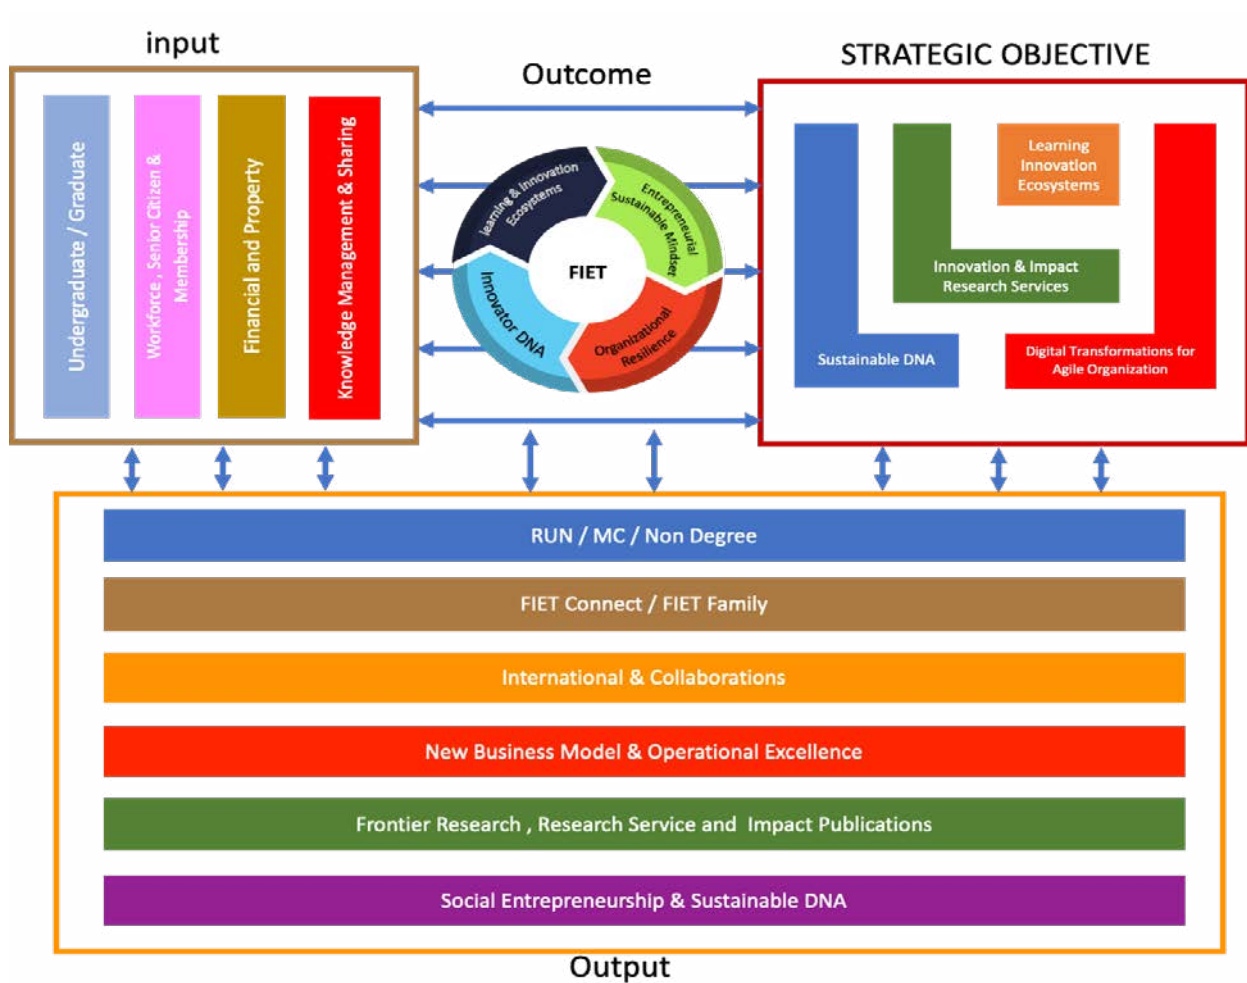 input
Outcome
STRATEGIC OBJECTIVE
Undergraduate / Graduate
Workforce , Senior Citizen &
Membership
Financial and Property
Knowledge Management & Sharing
learning & Innovation
Ecosystems
Entrepreneurial
Sustainable Mindset
FIET
Innovator DNA
Organizational
Resilience
Learning
Innovation
Ecosystems
Innovation & Impact
Research Services
Sustainable DNA
Digital Transformations for
Agile Organization
RUN / MC / Non Degree
FIET Connect / FIET Family
International & Collaborations
New Business Model & Operational Excellence
Frontier Research , Research Service and Impact Publications
Social Entrepreneurship & Sustainable DNA
Output